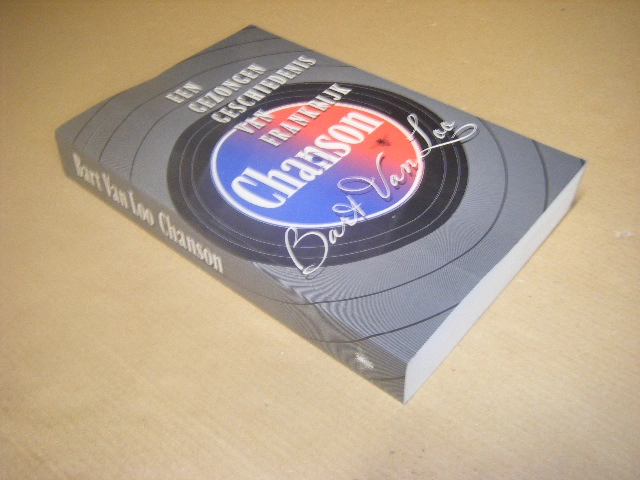 EEN
GEZONGEN
GESCHIEDENIS
VAN
FRANKRIJK
Chanson
Bart Van Loo
Bart Van Loo Chanson